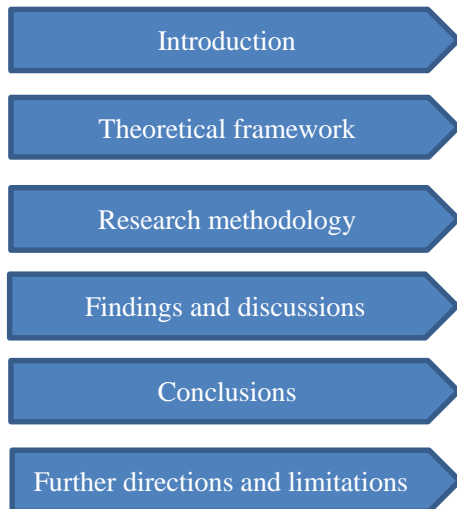 Introduction
Theoretical framework
Research methodology
Findings and discussions
Conclusions
Further directions and limitations